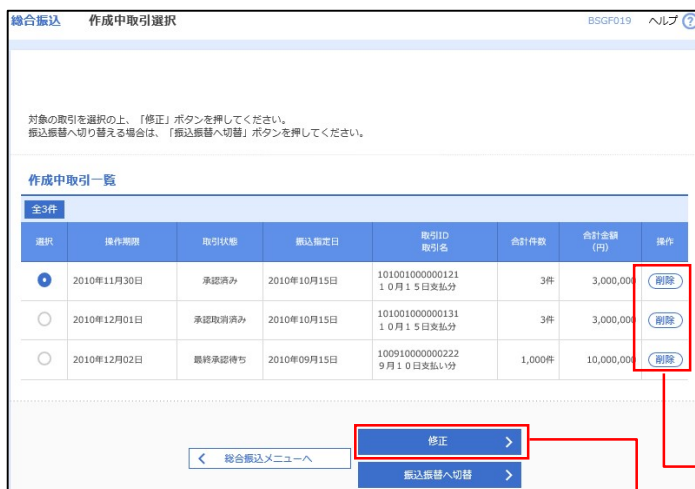 総合振込 作成中取引選択 BSGF019 ヘルプ ?
対象の取引を選択の上、「修正」ボタンを押してください。
振込振替へ切り替える場合は、「振込振替へ切替」ボタンを押してください。
作成中取引一覧
全3件
選択 操作期限 取引状態 振込指定日 取引ID 取引名 合計件数 合計金額 (円) 操作
2010年11月30日 承認済み 2010年10月15日 101001000000121 3件 3,000,000 削除
１０月１５日支払分
2010年12月01日 承認取消済み 2010年10月15日 101001000000131 3件 3,000,000 削除
１０月１５日支払分
2010年12月02日 最終承認待ち 2010年09月15日 100910000000222 1,000件 10,000,000 削除
９月１０日支払い分
修正
総合振込メニューへ
振込振替へ切替